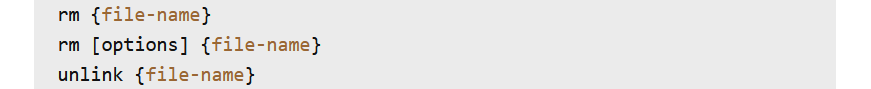 rm {file-name}
rm [options] {file-name}
unlink {file-name}